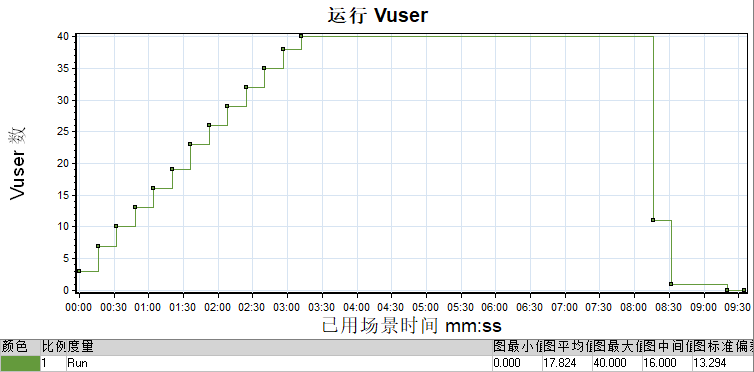 运行 Vuser
Vuser 数
40
35
30
25
20
15
10
5
0
00:00 00:30 01:00 01:30 02:00 02:30 03:00 03:30 04:00 04:30 05:00 05:30 06:00 06:30 07:00 07:30 08:00 08:30 09:00 09:30
已用场景时间 mm:ss
颜色 比例 度量 图最小值 图平均值 图最大值 图中间值 图标准偏差
1 Run 0.000 17.824 40.000 16.000 13.294